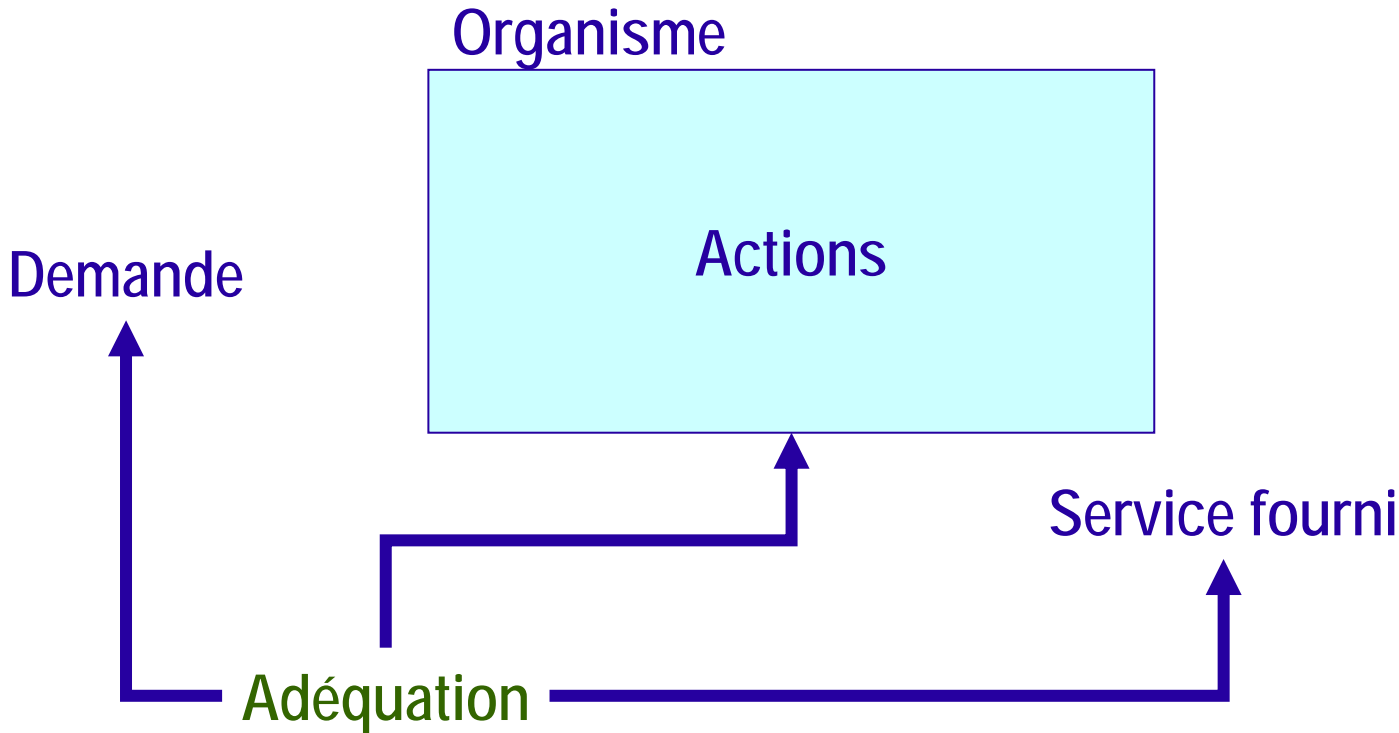 Organisme
Actions
Demande
Service fourni
Adéquation